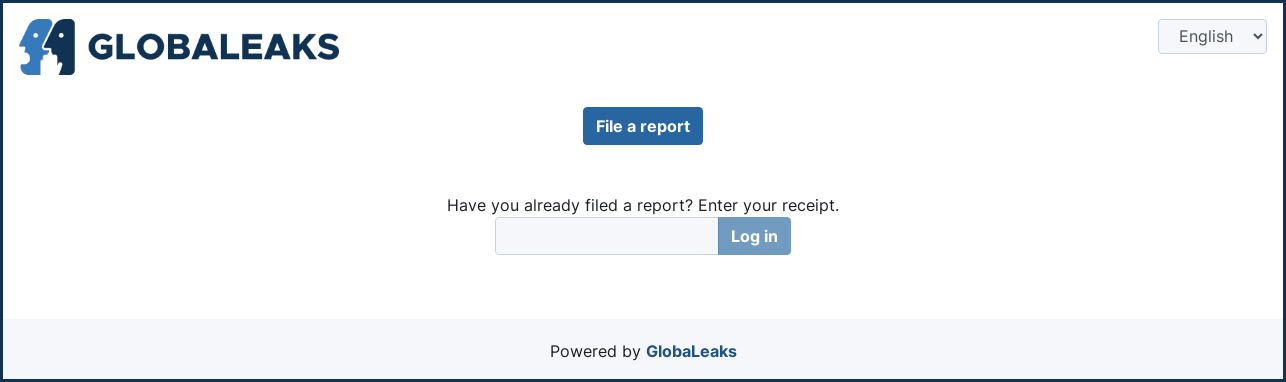 GLOBALEAKS
English
File a report
Have you already filed a report? Enter your receipt.
Log in
Powered by GlobaLeaks